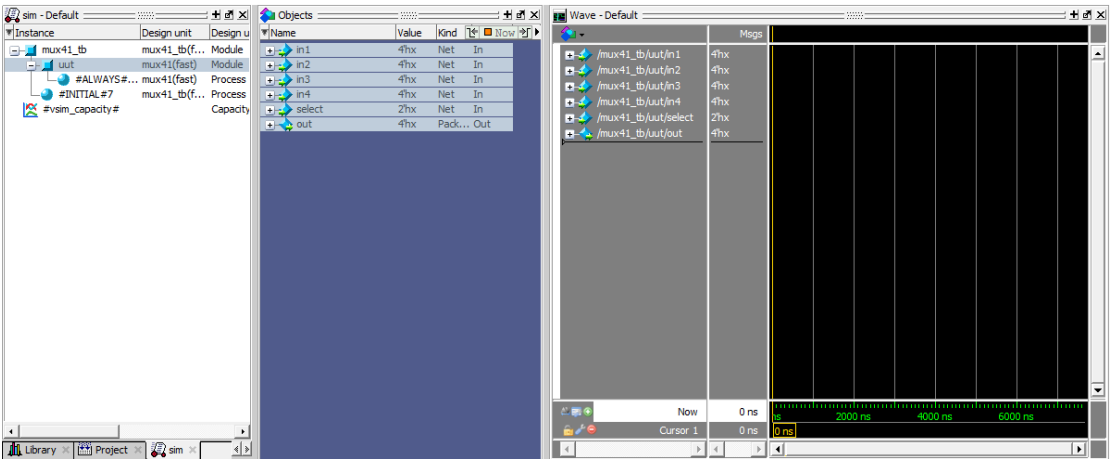 sim - Default
Instance Design unit Design u
mux41_tb mux41_tb(f... Module
uut mux41(fast) Module
#ALWAYS#... mux41(fast) Process
#INITIAL#7 mux41_tb(f... Process
#vsim_capacity# Capacity
Library Project sim
Objects
Name Value Kind Now
in1 4'hx Net In
in2 4'hx Net In
in3 4'hx Net In
in4 4'hx Net In
select 2'hx Net In
out 4'hx Pack... Out
Wave - Default
Msgs
/mux41_tb/uut/in1 4'hx
/mux41_tb/uut/in2 4'hx
/mux41_tb/uut/in3 4'hx
/mux41_tb/uut/in4 4'hx
/mux41_tb/uut/select 2'hx
/mux41_tb/uut/out 4'hx
Now 0 ns ns 2000 ns 4000 ns 6000 ns
Cursor 1 0 ns 0 ns